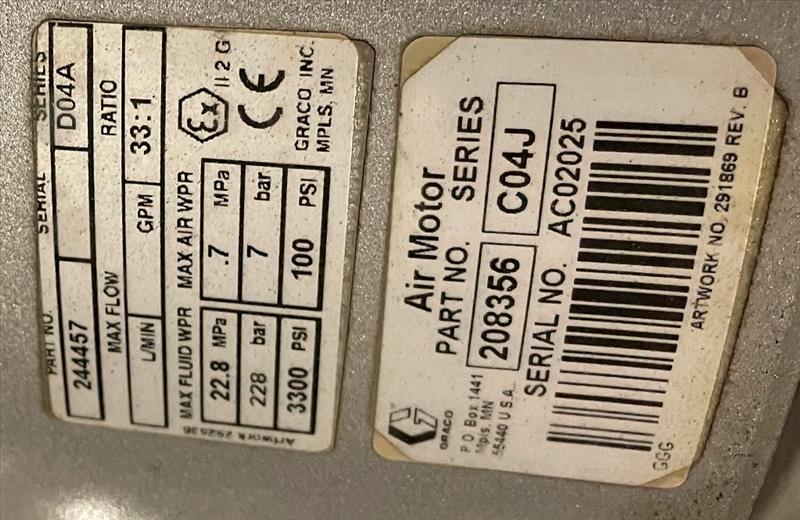 PART NO. SERIAL SERIES
244457 D04A
MAX FLOW RATIO
L/MIN GPM 33:1
MAX FLUID WPR MAX AIR WPR
22.8 MPa .7 MPa
228 bar 7 bar
3300 PSI 100 PSI
Ex II 2 G
CE
GRACO INC.
MPLS, MN
Air Motor
PART NO. SERIES
208356 C04J
SERIAL NO. AC02025
GRACO
P O Box 1441
Mpls, MN
55440 U.S.A.
ARTWORK NO. 291869 REV. B
GGG